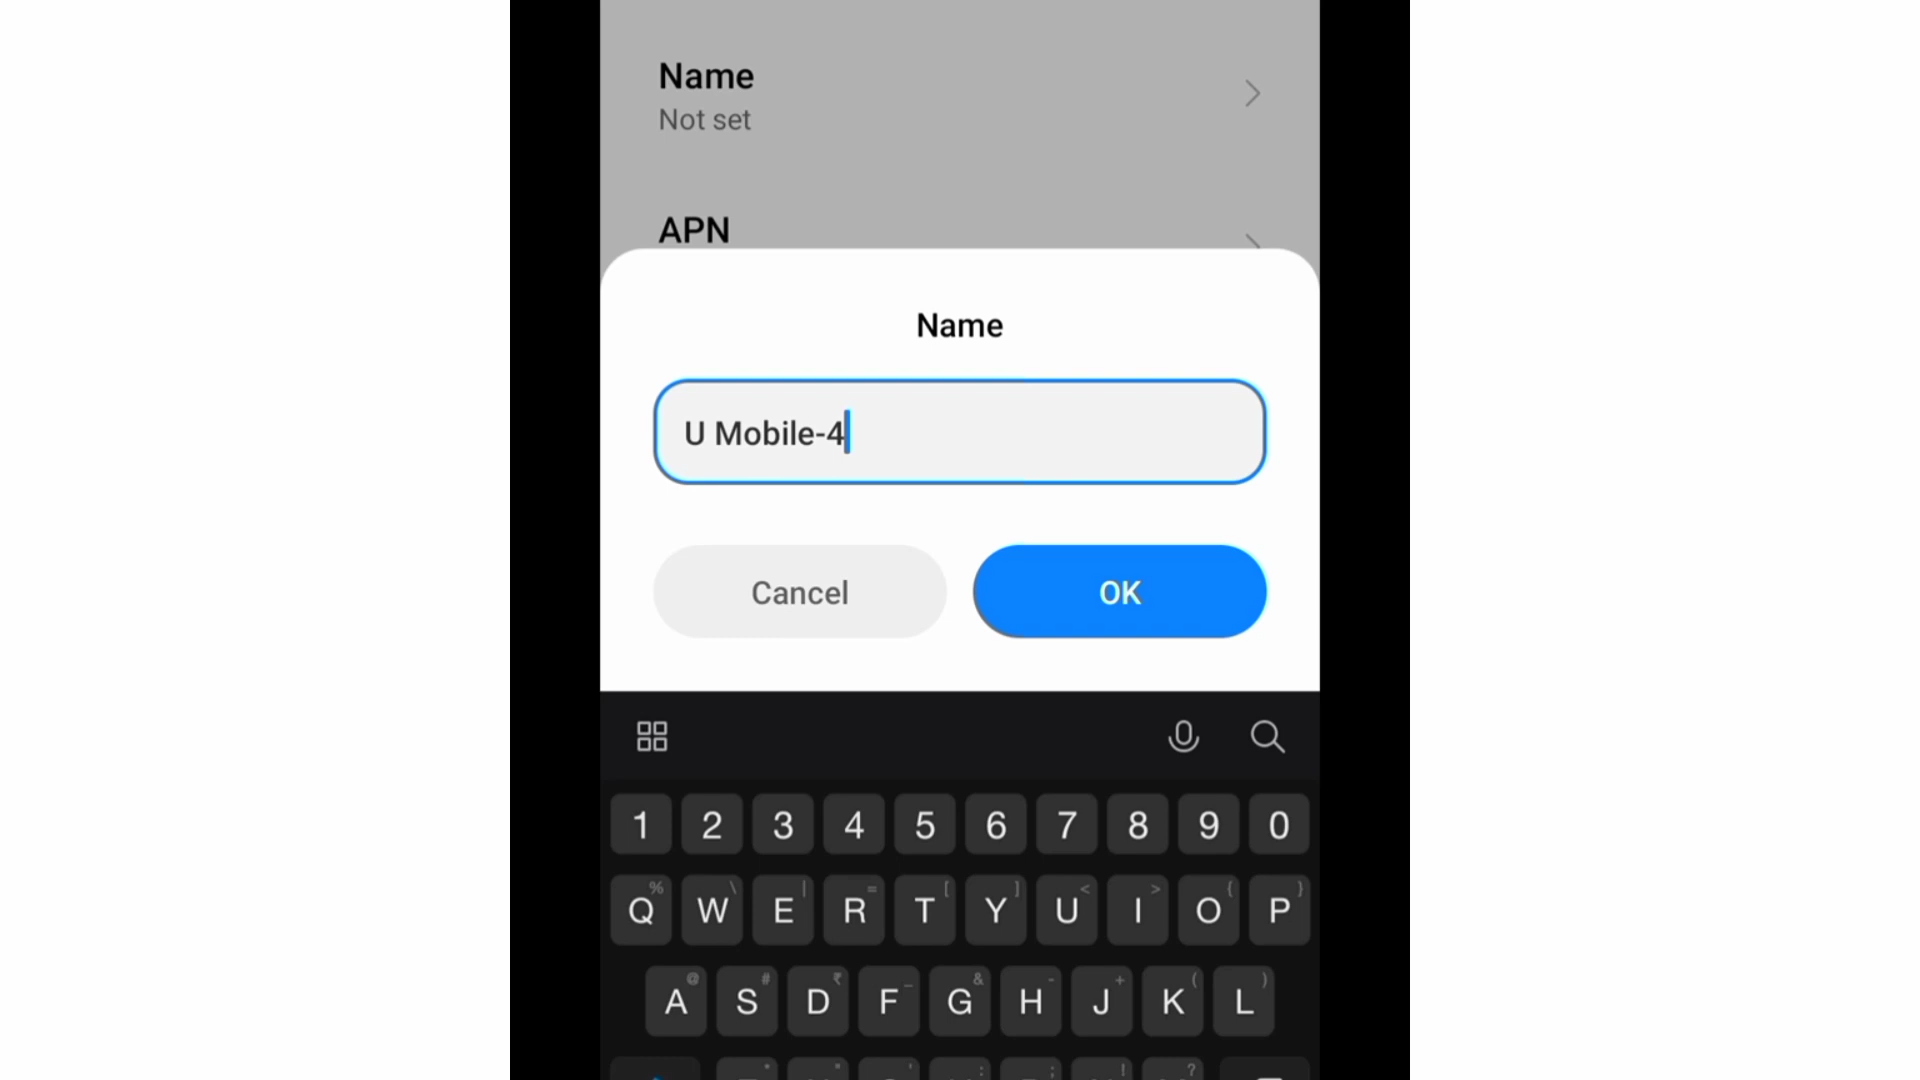 Name
Not set
APN
Name
U Mobile-4
Cancel
OK
1 2 3 4 5 6 7 8 9 0
% \ | = [ ] < > { }
Q W E R T Y U I O P
@ # ₹ _ & - + ( )
A S D F G H J K L
* " ' : ; ! ?